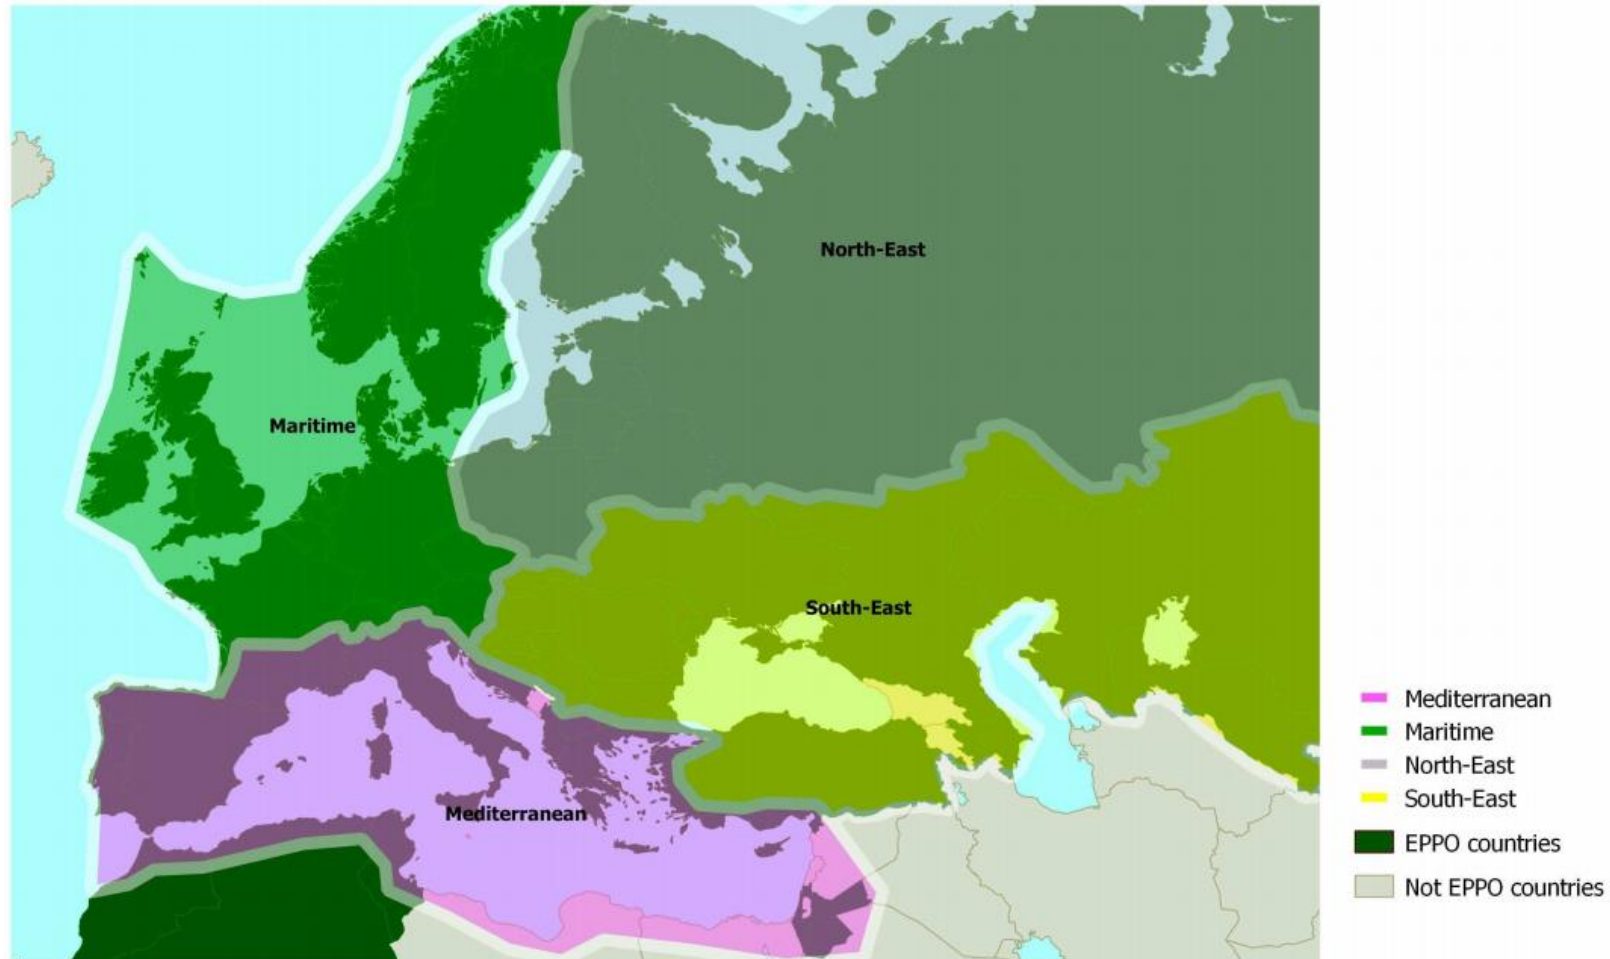 North-East
Maritime
South-East
Mediterranean
Mediterranean
Maritime
North-East
South-East
EPPO countries
Not EPPO countries